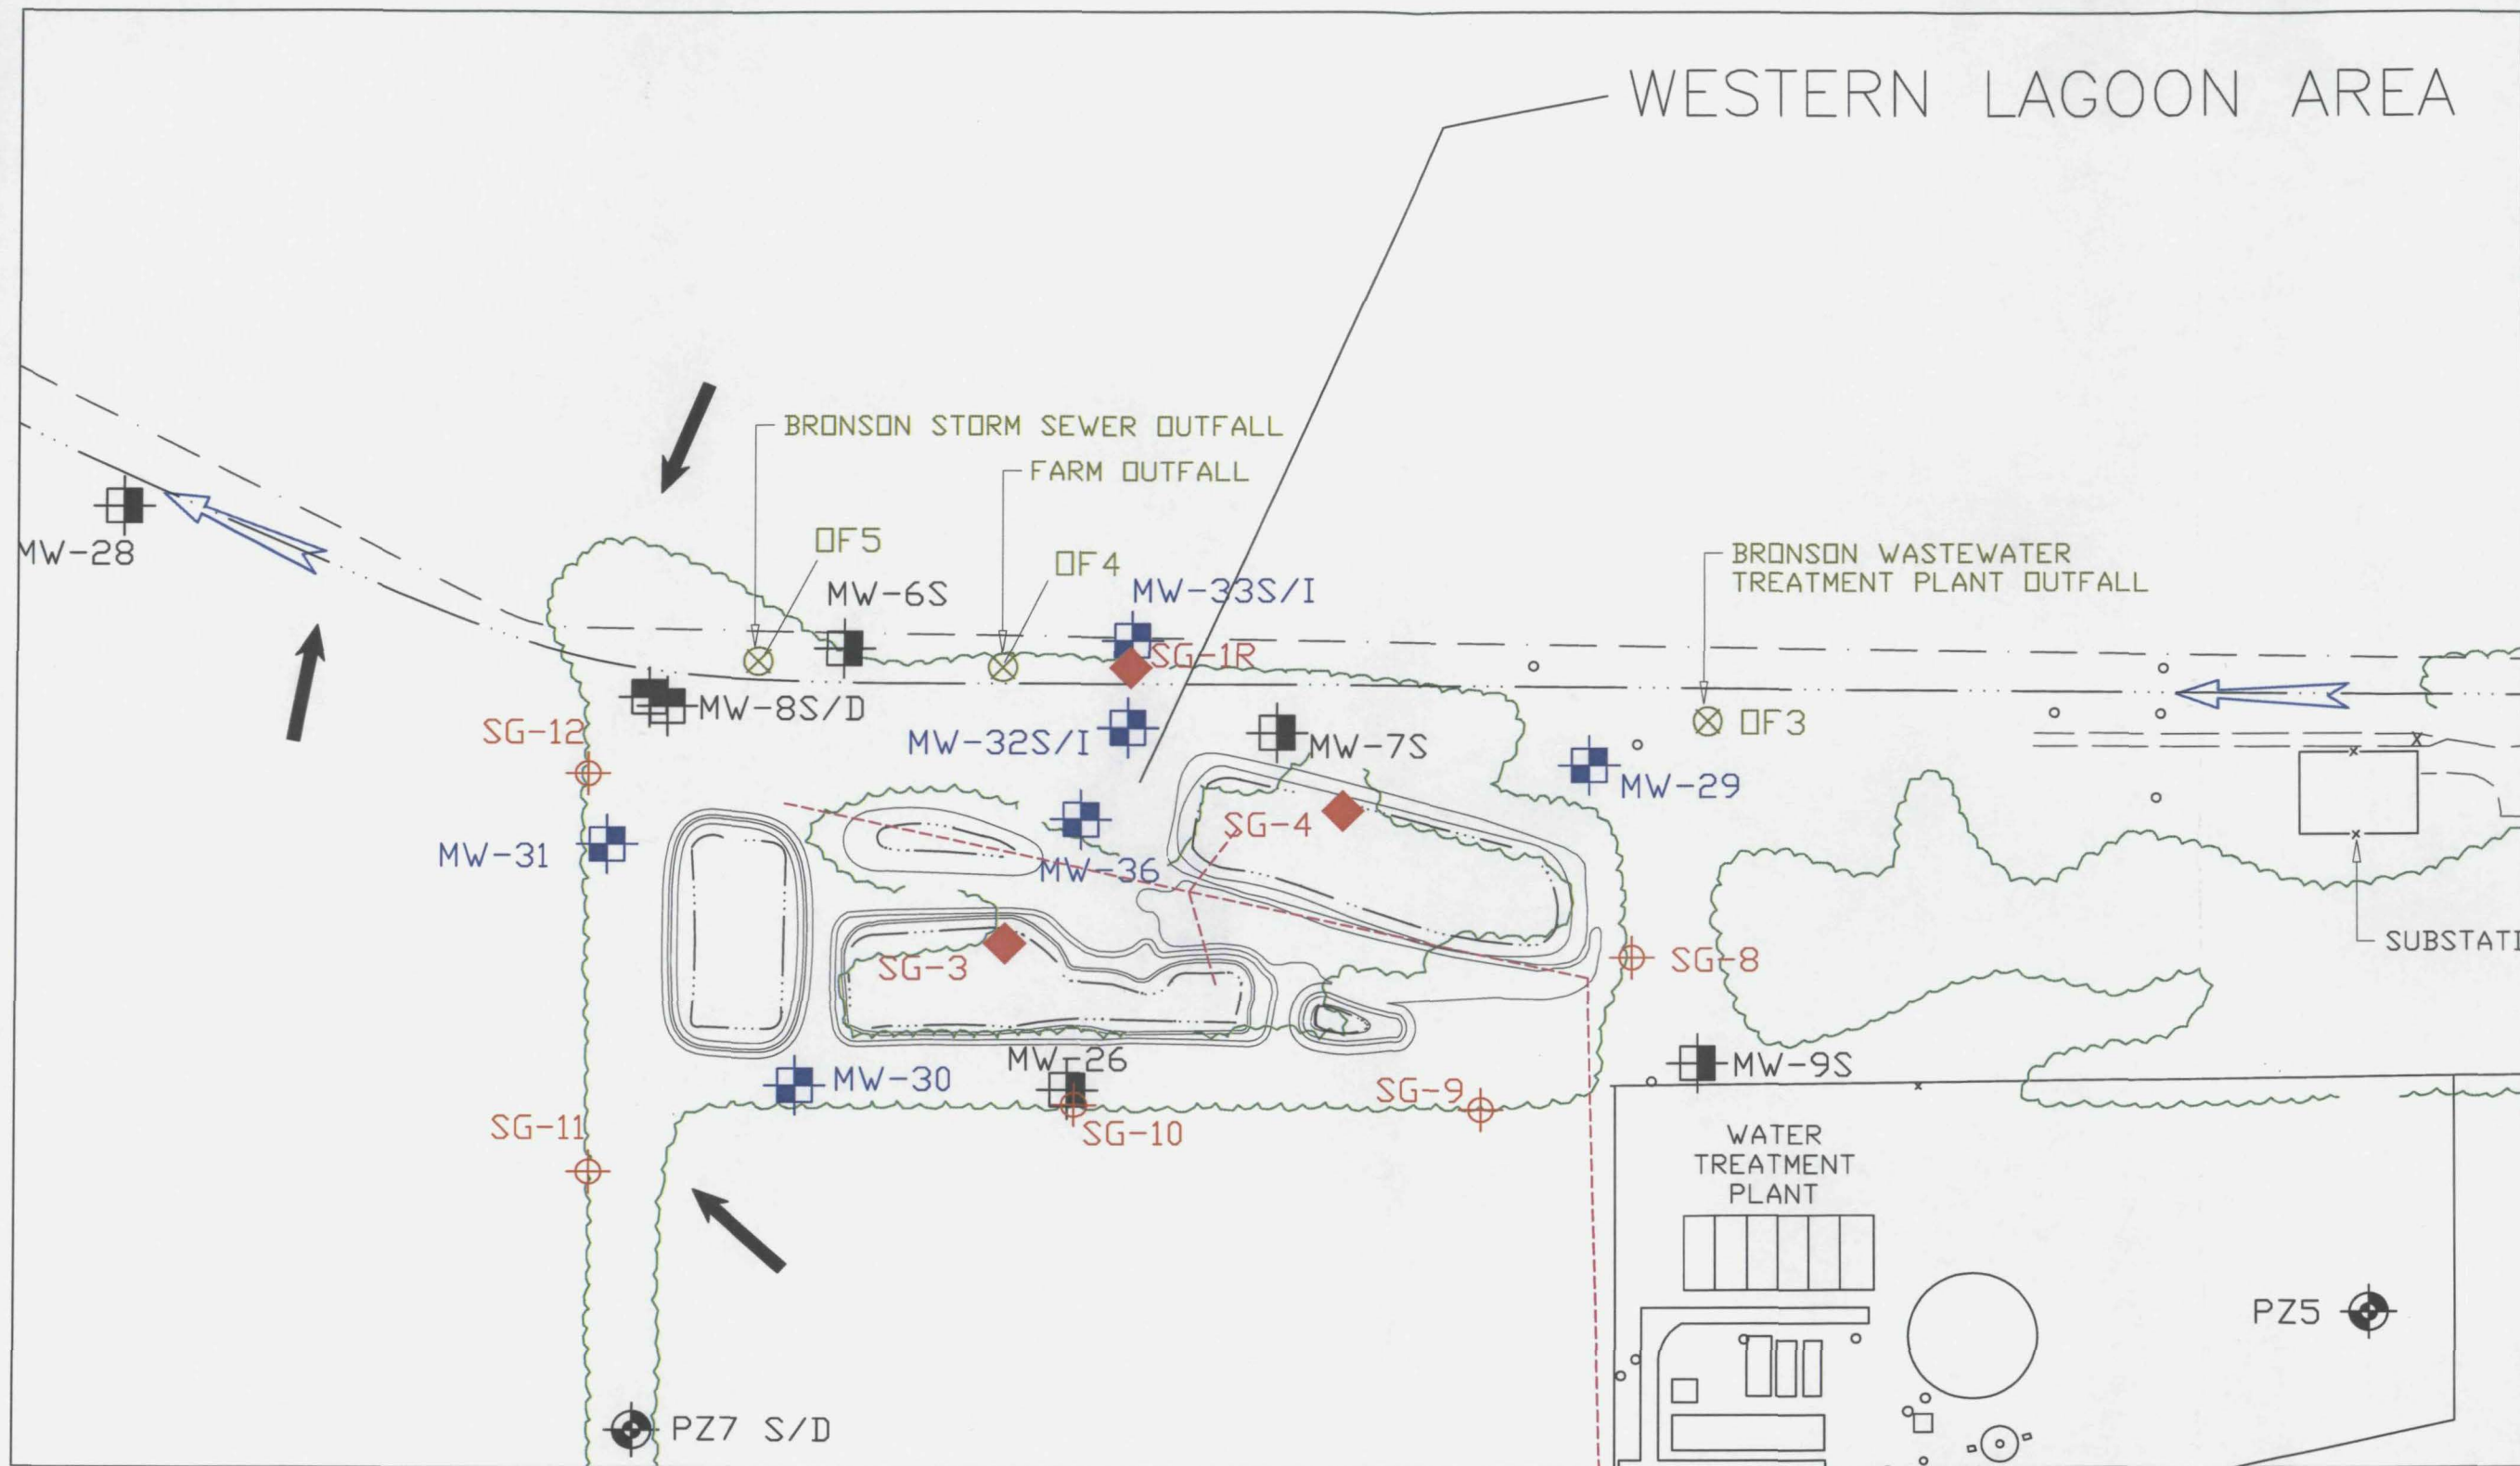 WESTERN LAGOON AREA
BRONSON STORM SEWER OUTFALL
FARM OUTFALL
OF5
OF4
MW-28
MW-6S
MW-33S/I
BRONSON WASTEWATER
TREATMENT PLANT OUTFALL
SG-1R
MW-8S/D
SG-12
MW-32S/I
MW-7S
OF3
MW-29
SG-4
MW-31
MW-36
SG-3
SG-8
SUBSTATI
MW-26
MW-30
MW-9S
SG-9
SG-11
SG-10
WATER
TREATMENT
PLANT
PZ5
PZ7 S/D